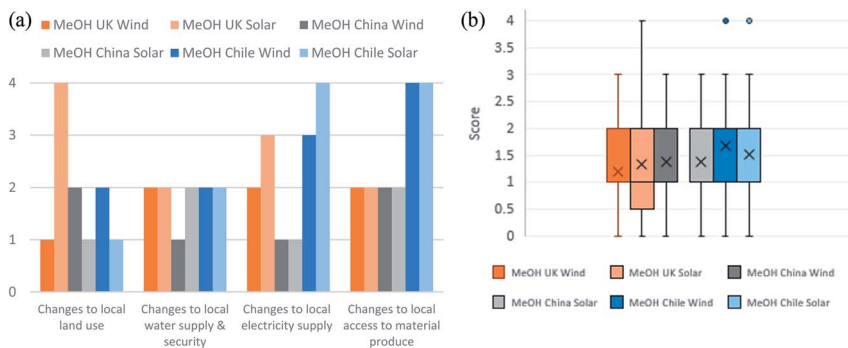 (a)
MeOH UK Wind MeOH UK Solar MeOH China Wind
MeOH China Solar MeOH Chile Wind MeOH Chile Solar
4
3
2
1
0
Changes to local
land use
Changes to local
water supply &
security
Changes to local
electricity supply
Changes to local
access to material
produce
(b)
4
3.5
3
2.5
2
1.5
1
0.5
0
Score
MeOH UK Wind MeOH UK Solar MeOH China Wind
MeOH China Solar MeOH Chile Wind MeOH Chile Solar